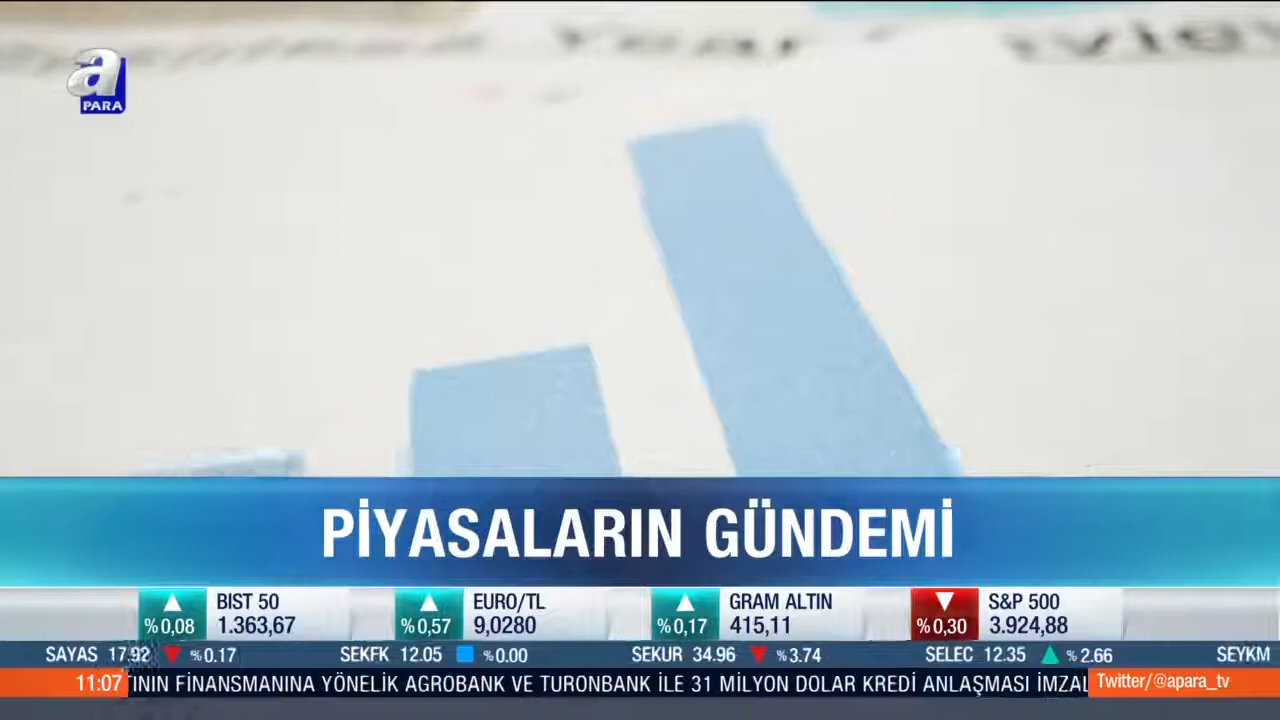 Year
a
PARA
PİYASALARIN GÜNDEMİ
%0,08 BIST 50 1.363,67
%0,57 EURO/TL 9,0280
%0,17 GRAM ALTIN 415,11
%0,30 S&P 500 3.924,88
SAYAS 17.92 %0.17 SEKFK 12.05 %0.00 SEKUR 34.96 %3.74 SELEC 12.35 %2.66 SEYKM
11:07 FİNANSMANINA YÖNELİK AGROBANK VE TURONBANK İLE 31 MİLYON DOLAR KREDİ ANLAŞMASI Twitter/@apara_tv